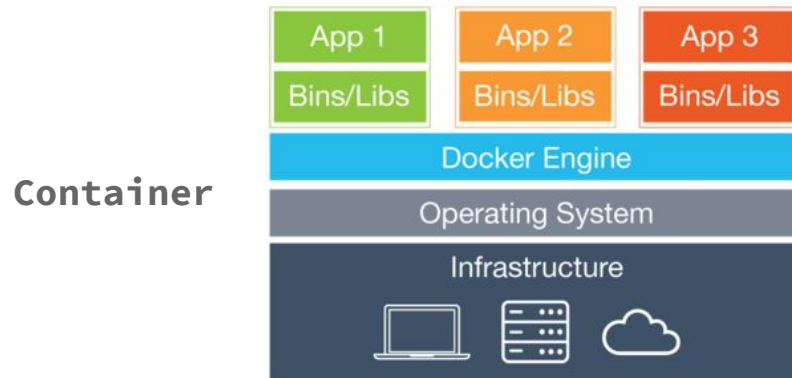 App 1 App 2 App 3
Bins/Libs Bins/Libs Bins/Libs
Docker Engine
Container
Operating System
Infrastructure